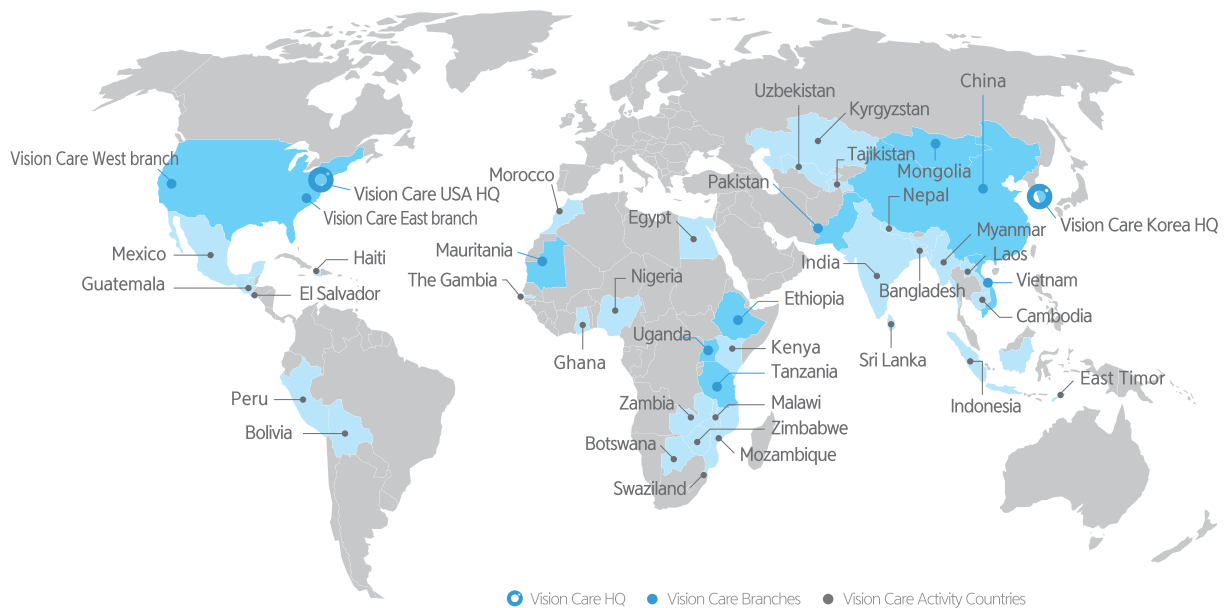 China
Uzbekistan
Kyrgyzstan
Vision Care West branch
Tajikistan
Mongolia
Morocco
Pakistan
Vision Care USA HQ
Nepal
Vision Care East branch
Egypt
Vision Care Korea HQ
Myanmar
Mauritania
Mexico
Haiti
Laos
India
Guatemala
The Gambia
Nigeria
Vietnam
El Salvador
Bangladesh
Ethiopia
Cambodia
Uganda
Kenya
Ghana
Sri Lanka
Tanzania
East Timor
Peru
Zambia
Malawi
Indonesia
Zimbabwe
Bolivia
Botswana
Mozambique
Swaziland
Vision Care HQ
Vision Care Branches
Vision Care Activity Countries